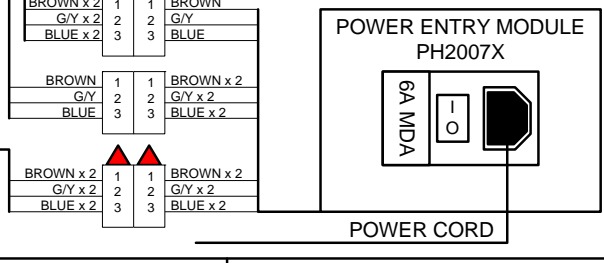 BROWN x 2 1 1 BROWN
G/Y x 2 2 2 G/Y
BLUE x 2 3 3 BLUE
BROWN 1 1 BROWN x 2
G/Y 2 2 G/Y x 2
BLUE 3 3 BLUE x 2
BROWN x 2 1 1 BROWN x 2
G/Y x 2 2 2 G/Y x 2
BLUE x 2 3 3 BLUE x 2
POWER ENTRY MODULE
PH2007X
6A MDA
I
O
POWER CORD